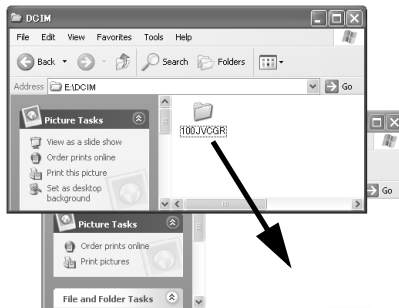 DCIM
File Edit View Favorites Tools Help
Back Search Folders
Address E:\DCIM Go
Picture Tasks
View as a slide show
Order prints online
Print this picture
Set as desktop
background
100JVCGR
Go
Picture Tasks
Order prints online
Print pictures
File and Folder Tasks